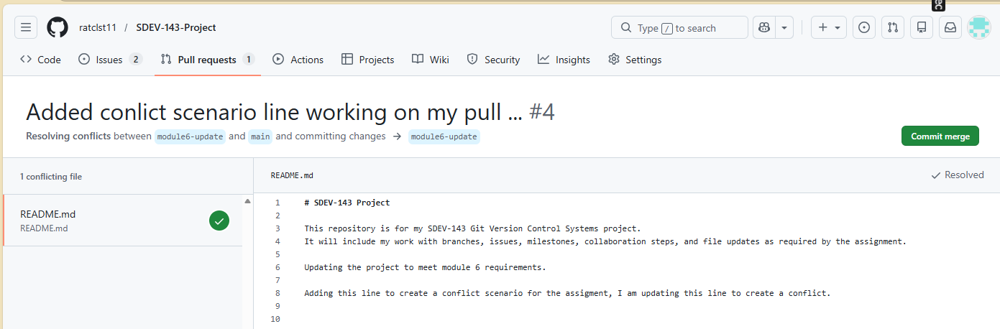 ec
ratclst11 / SDEV-143-Project
Type / to search
Code
Issues 2
Pull requests 1
Actions
Projects
Wiki
Security
Insights
Settings
Added conlict scenario line working on my pull ... #4
Resolving conflicts between module6-update and main and committing changes → module6-update
Commit merge
1 conflicting file
README.md
README.md
README.md
Resolved
1 # SDEV-143 Project
2
3 This repository is for my SDEV-143 Git Version Control Systems project.
4 It will include my work with branches, issues, milestones, collaboration steps, and file updates as required by the assignment.
5
6 Updating the project to meet module 6 requirements.
7
8 Adding this line to create a conflict scenario for the assigment, I am updating this line to create a conflict.
9
10